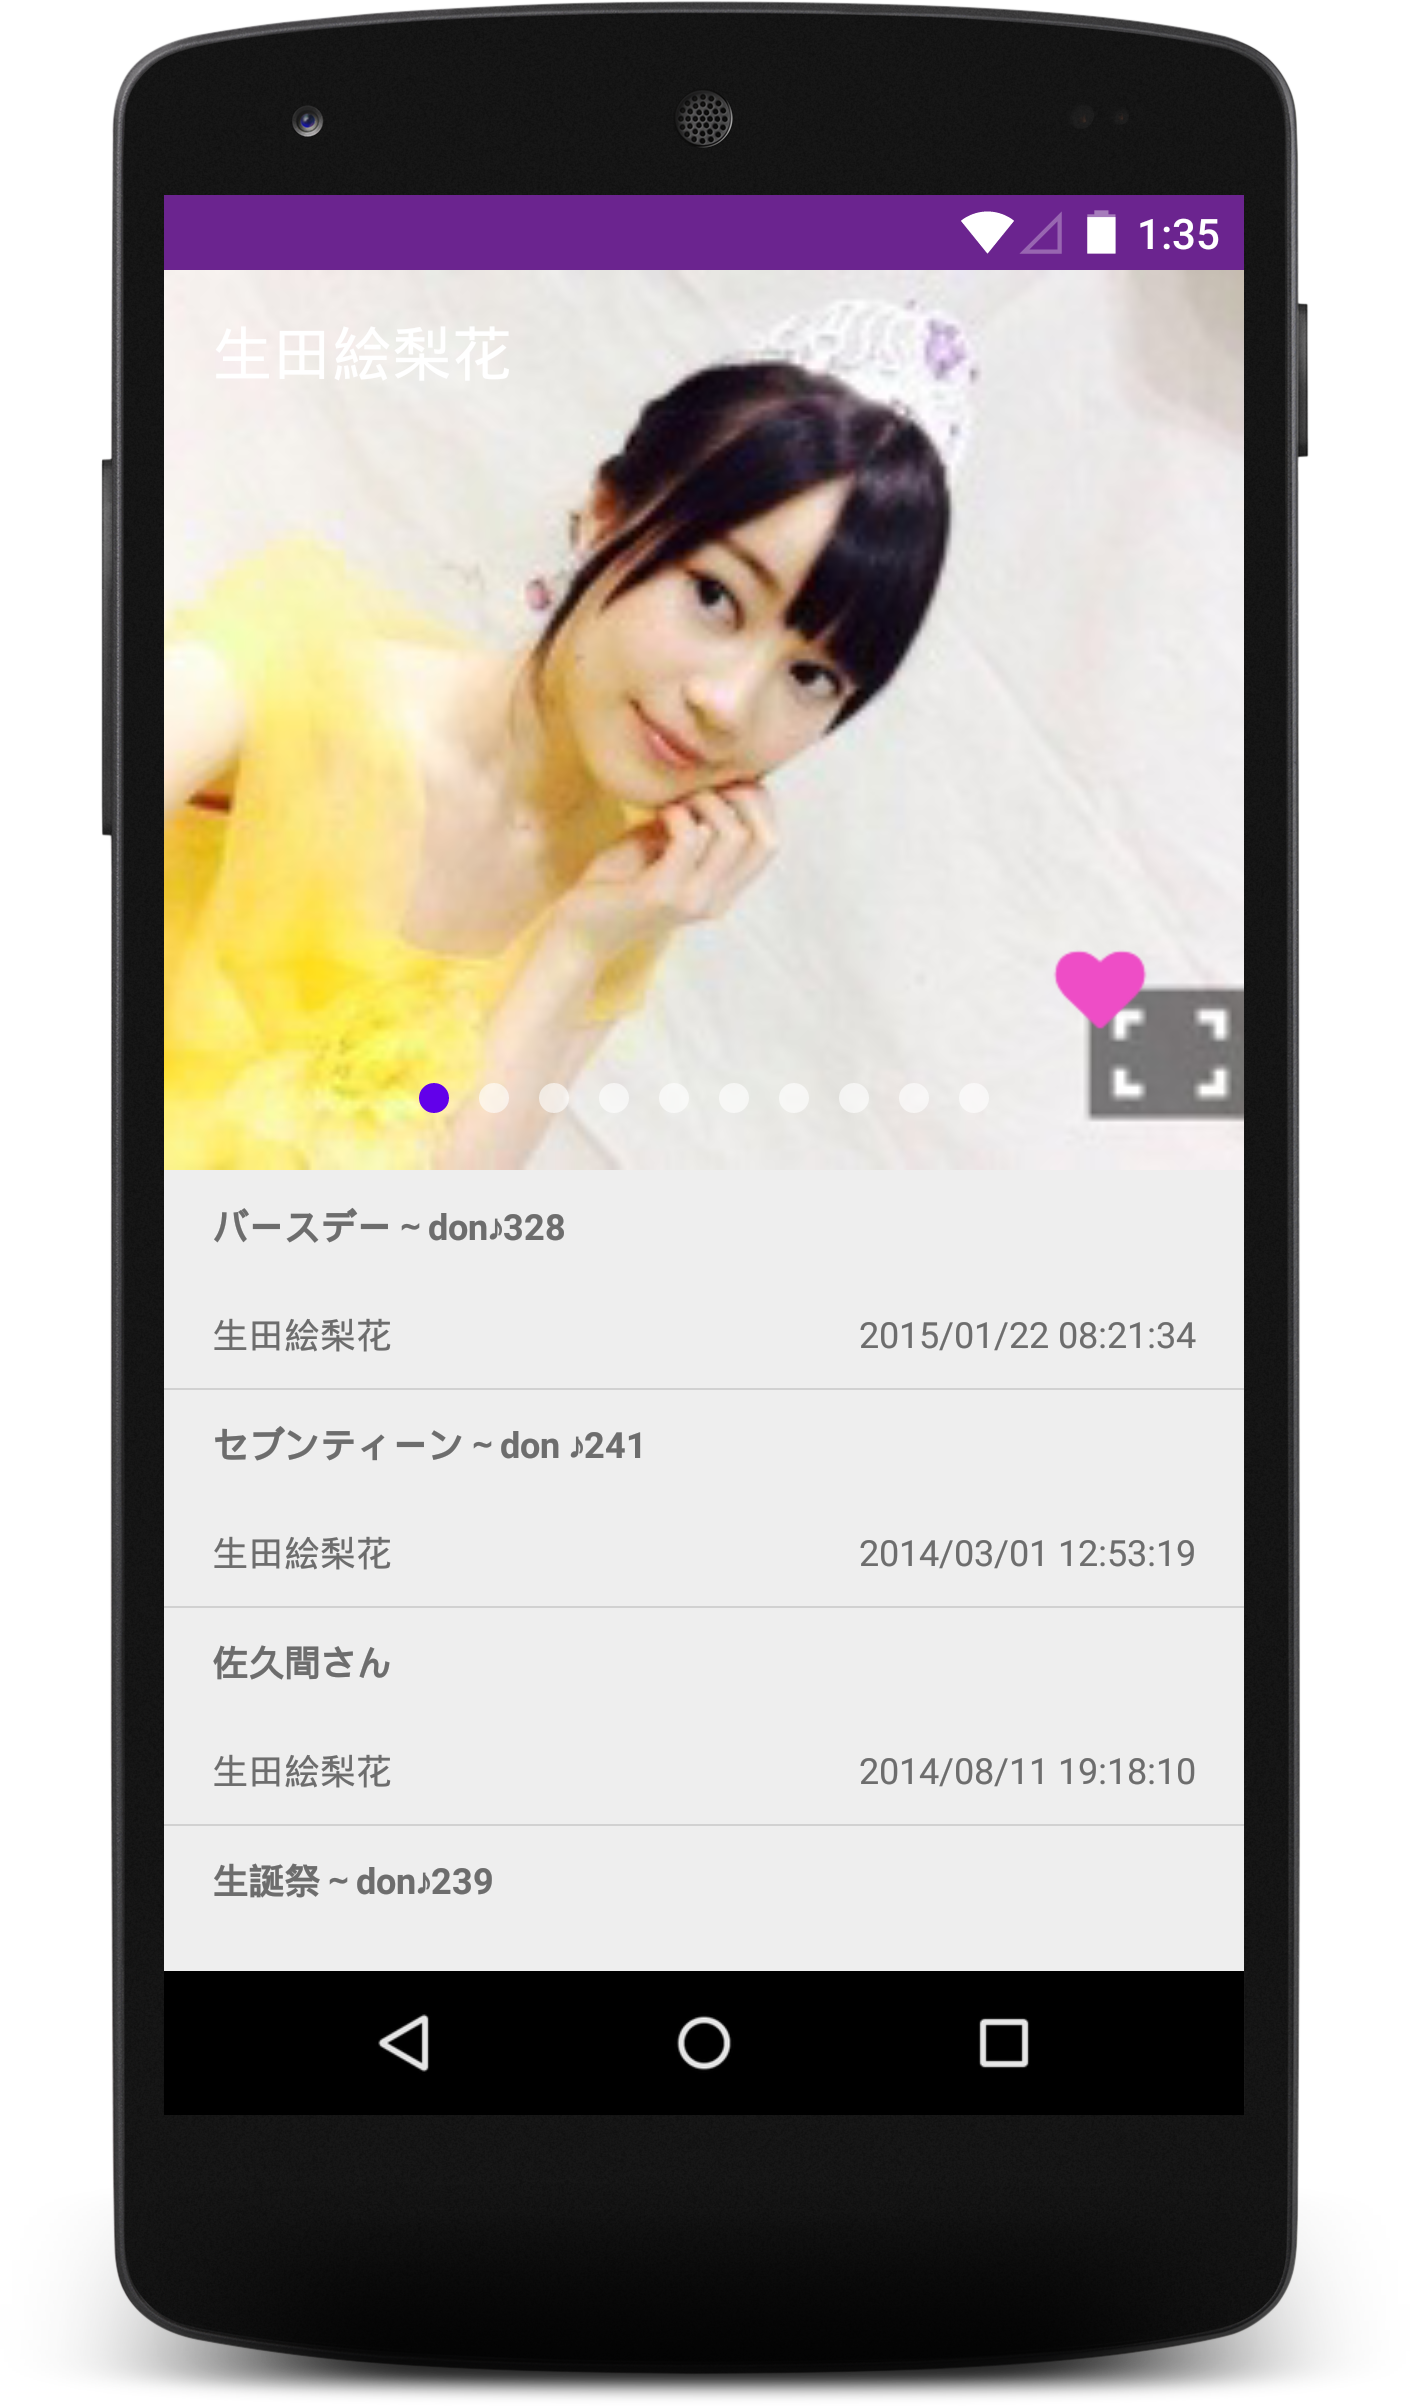 1:35
生田絵梨花
バースデー ~ don♪328
生田絵梨花 2015/01/22 08:21:34
セブンティーン ~ don ♪241
生田絵梨花 2014/03/01 12:53:19
佐久間さん
生田絵梨花 2014/08/11 19:18:10
生誕祭 ~ don♪239